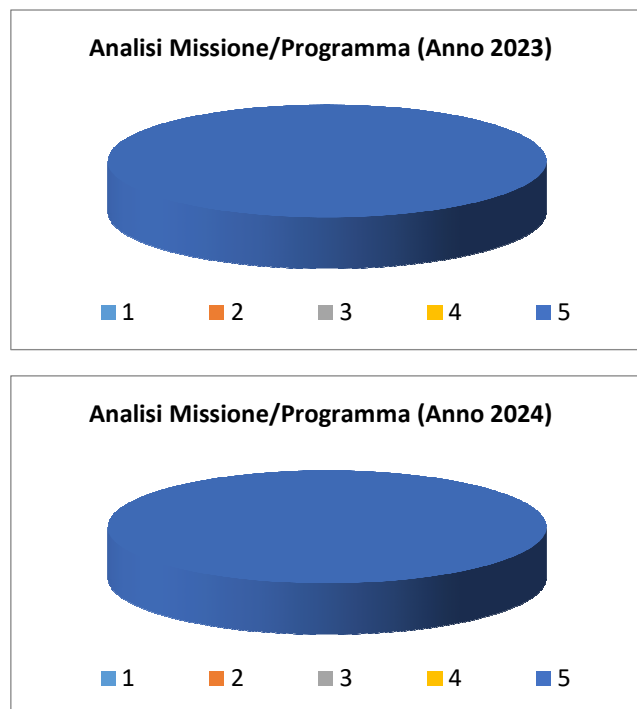 Analisi Missione/Programma (Anno 2023)
1 2 3 4 5
Analisi Missione/Programma (Anno 2024)
1 2 3 4 5